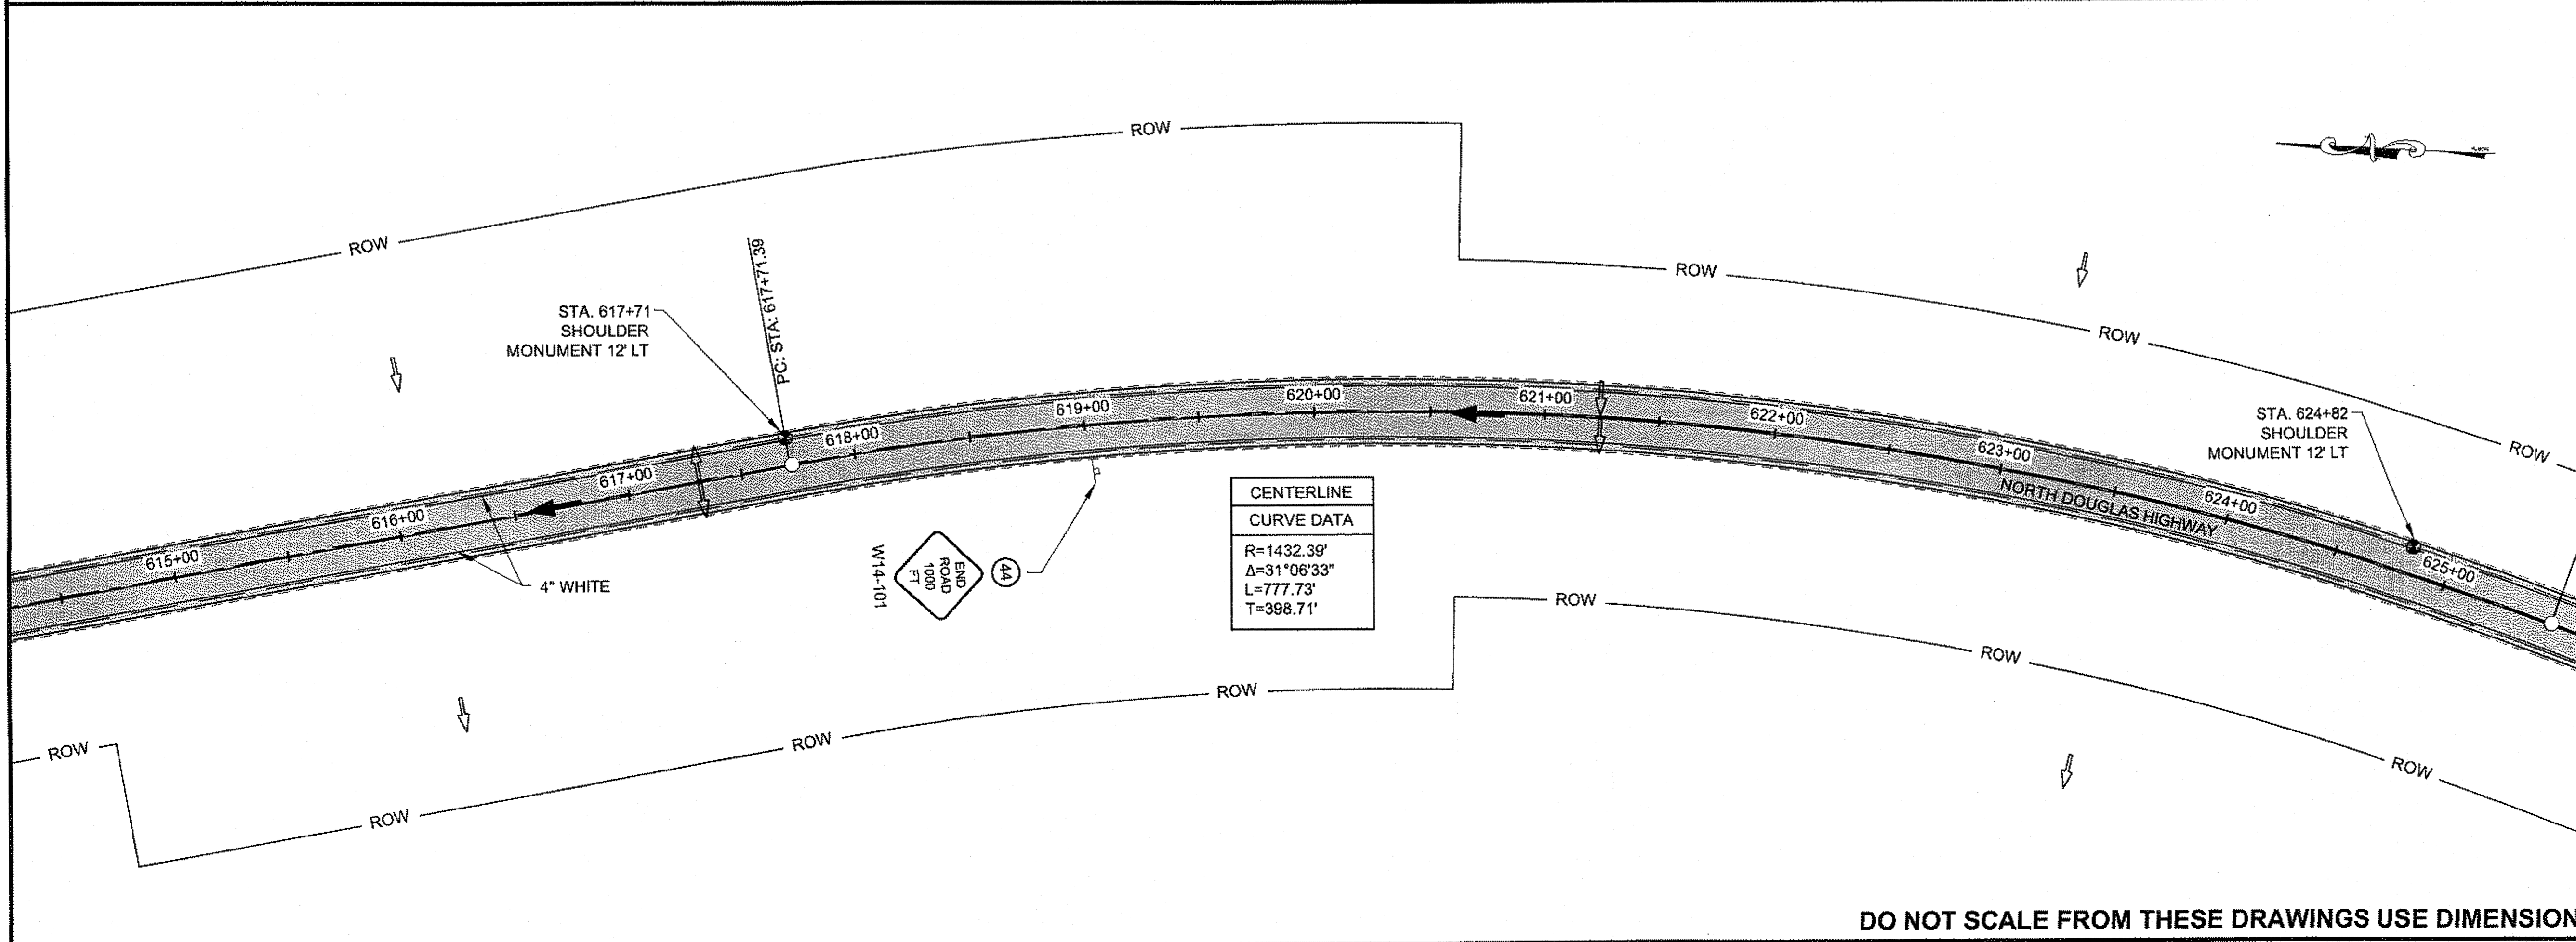 ROW
ROW
ROW
ROW
ROW
STA. 617+71
SHOULDER
MONUMENT 12' LT
PC: STA: 617+71.39
STA. 624+82
SHOULDER
MONUMENT 12' LT
615+00
616+00
617+00
618+00
619+00
620+00
621+00
622+00
623+00
624+00
625+00
NORTH DOUGLAS HIGHWAY
4" WHITE
W14-101
END
ROAD
1000
FT
44
CENTERLINE
CURVE DATA
R=1432.39'
Δ=31°06'33"
L=777.73'
T=398.71'
ROW
ROW
ROW
ROW
ROW
ROW
ROW
DO NOT SCALE FROM THESE DRAWINGS USE DIMENSION